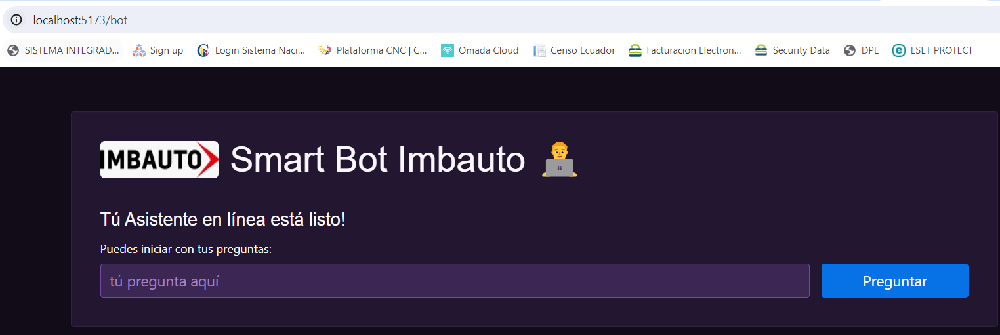 localhost:5173/bot
SISTEMA INTEGRAD... Sign up Login Sistema Naci... Plataforma CNC | C... Omada Cloud Censo Ecuador Facturacion Electron... Security Data DPE ESET PROTECT
IMBAUTO Smart Bot Imbauto
Tú Asistente en línea está listo!
Puedes iniciar con tus preguntas:
tú pregunta aquí Preguntar